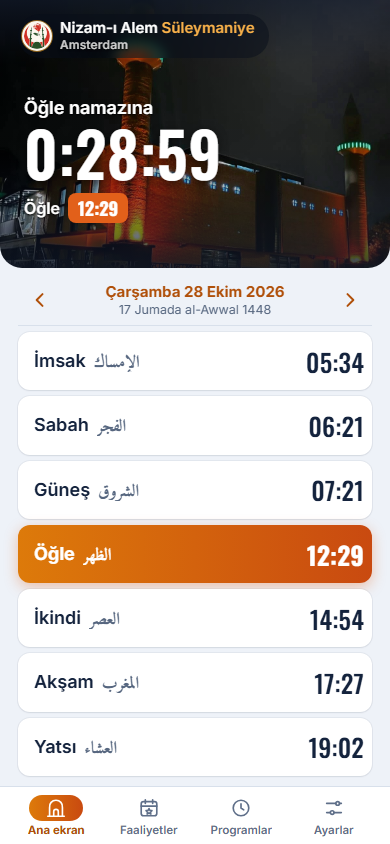 Nizam-ı Alem Süleymaniye
Amsterdam
Öğle namazına
0:28:59
Öğle 12:29
Çarşamba 28 Ekim 2026
17 Jumada al-Awwal 1448
İmsak الإمساك 05:34
Sabah الفجر 06:21
Güneş الشروق 07:21
Öğle الظهر 12:29
İkindi العصر 14:54
Akşam المغرب 17:27
Yatsı العشاء 19:02
Ana ekran Faaliyetler Programlar Ayarlar